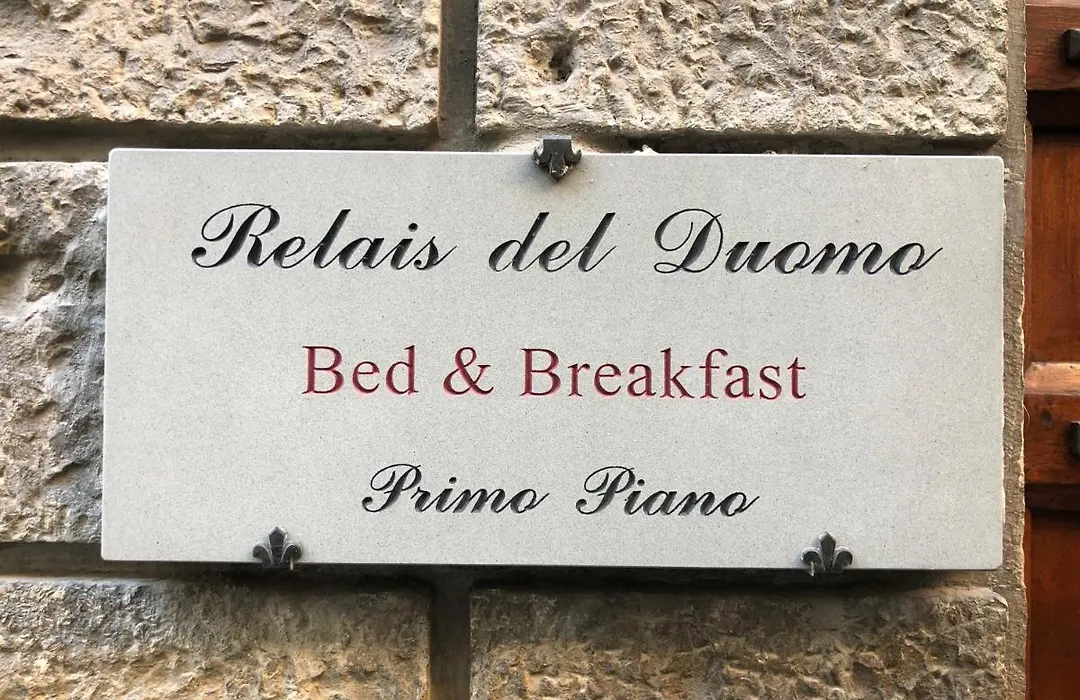 Relais del Duomo
Bed & Breakfast
Primo Piano